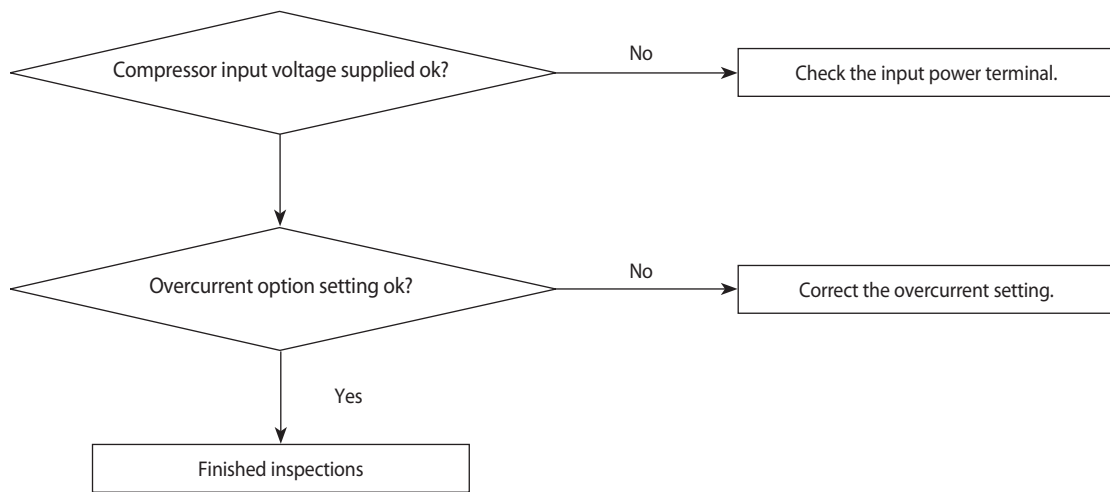 Compressor input voltage supplied ok?
No
Check the input power terminal.
Overcurrent option setting ok?
No
Correct the overcurrent setting.
Yes
Finished inspections